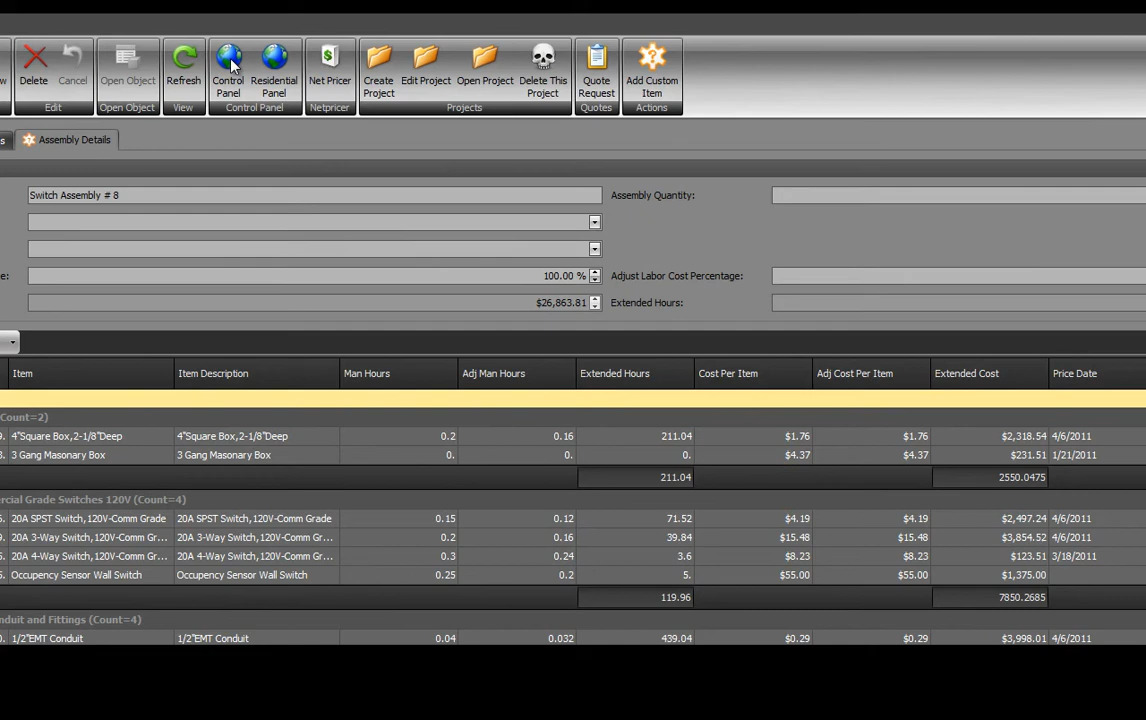 w Delete Cancel Open Object Refresh Control Panel Residential Panel Net Pricer Create Project Edit Project Open Project Delete This Project Quote Request Add Custom Item
Edit Open Object View Control Panel Netpricer Projects Quotes Actions
s Assembly Details
Switch Assembly # 8 Assembly Quantity:
e: 100.00 % Adjust Labor Cost Percentage:
$26,863.81 Extended Hours:
Item Item Description Man Hours Adj Man Hours Extended Hours Cost Per Item Adj Cost Per Item Extended Cost Price Date
Count=2)
9. 4"Square Box,2-1/8"Deep 4"Square Box,2-1/8"Deep 0.2 0.16 211.04 $1.76 $1.76 $2,318.54 4/6/2011
3. 3 Gang Masonary Box 3 Gang Masonary Box 0. 0. 0. $4.37 $4.37 $231.51 1/21/2011
211.04 2550.0475
ercial Grade Switches 120V (Count=4)
5. 20A SPST Switch,120V-Comm Grade 20A SPST Switch,120V-Comm Grade 0.15 0.12 71.52 $4.19 $4.19 $2,497.24 4/6/2011
9. 20A 3-Way Switch,120V-Comm Gr... 20A 3-Way Switch,120V-Comm Gr... 0.2 0.16 39.84 $15.48 $15.48 $3,854.52 4/6/2011
5. 20A 4-Way Switch,120V-Comm Gr... 20A 4-Way Switch,120V-Comm Gr... 0.3 0.24 3.6 $8.23 $8.23 $123.51 3/18/2011
5. Occupency Sensor Wall Switch Occupency Sensor Wall Switch 0.25 0.2 5. $55.00 $55.00 $1,375.00
119.96 7850.2685
onduit and Fittings (Count=4)
0. 1/2"EMT Conduit 1/2"EMT Conduit 0.04 0.032 439.04 $0.29 $0.29 $3,998.01 4/6/2011